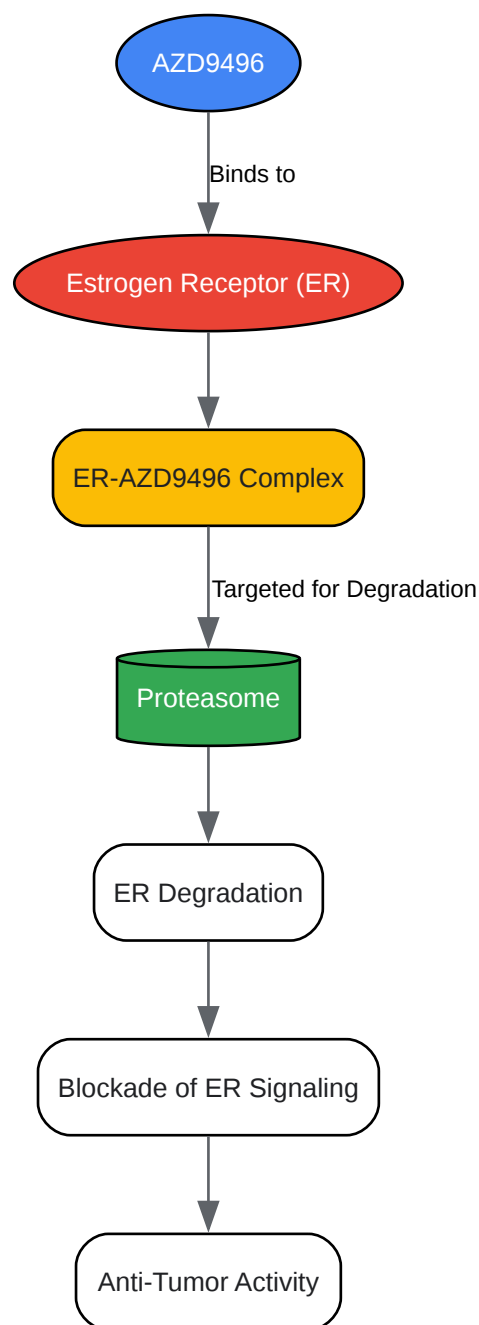 AZD9496
Binds to
Estrogen Receptor (ER)
ER-AZD9496 Complex
Targeted for Degradation
Proteasome
ER Degradation
Blockade of ER Signaling
Anti-Tumor Activity